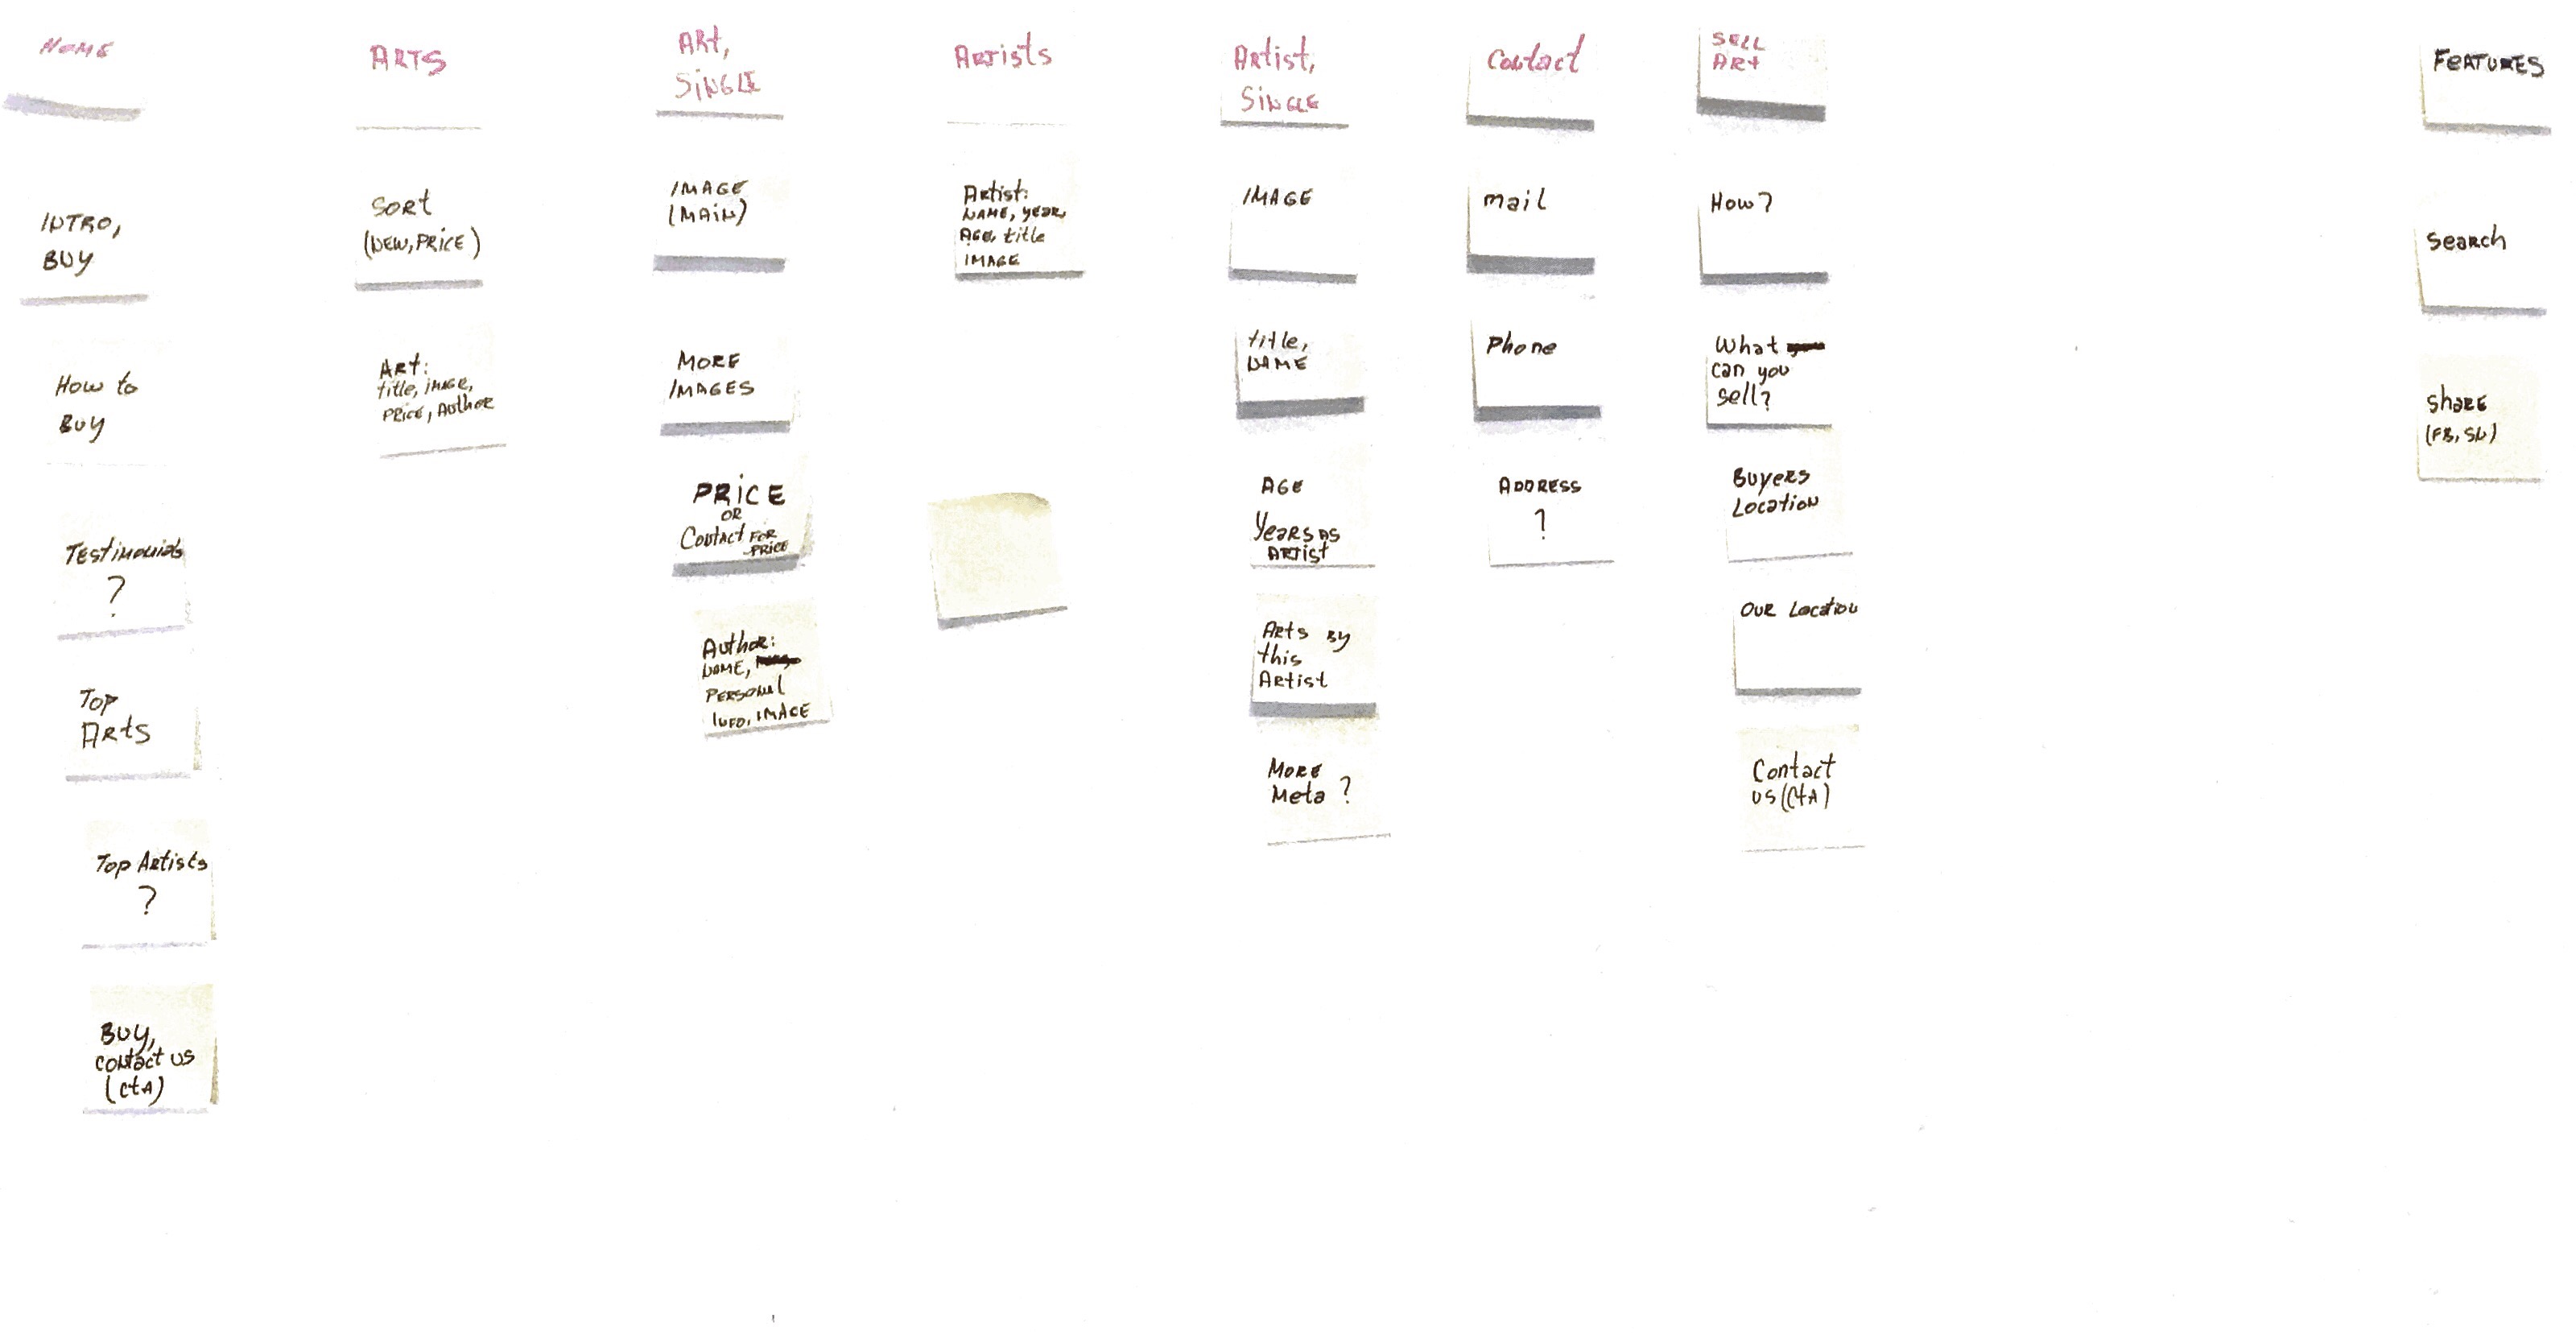 HOME
INTRO,
BUY
How to
BUY
Testimonials
?
Top
Arts
Top Artists
?
BUY,
contact us
(CtA)
ARTS
SORT
(NEW, PRICE)
Art:
title, image,
PRICE, AUTHOR
ARt,
SiNGLE
IMAGE
(MAiN)
MORE
IMAGES
PRiCE
OR
Contact FOR
PRiCE
Author:
NAME,
PERSONAL
INFO, IMAGE
Artists
Artist:
NAME, year,
AGE, title
IMAGE
Artist,
SiNGLE
IMAGE
title,
NAME
AGE
Years AS
ARTist
Arts BY
this
Artist
MORE
Meta ?
Contact
mail
Phone
ADDRESS
?
SELL
ARt
How?
What
can you
sell?
Buyers
Location
OUR Location
Contact
US (CtA)
FEATURES
Search
ShaRE